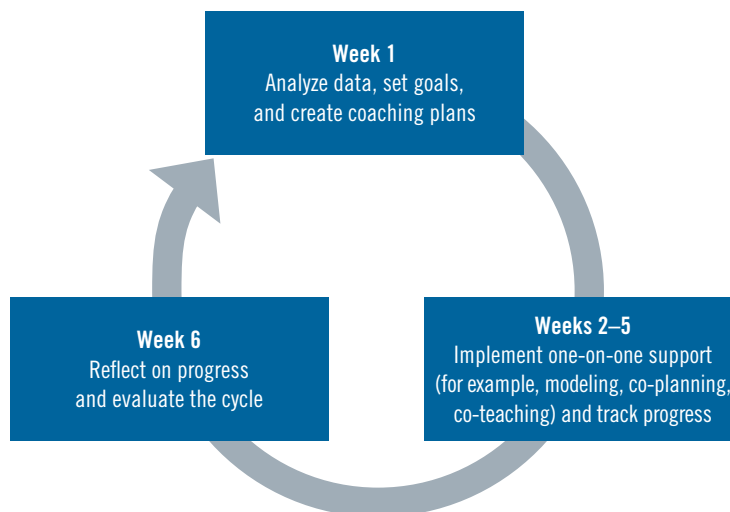 Week 1
Analyze data, set goals,
and create coaching plans
Weeks 2–5
Implement one-on-one support
(for example, modeling, co-planning,
co-teaching) and track progress
Week 6
Reflect on progress
and evaluate the cycle